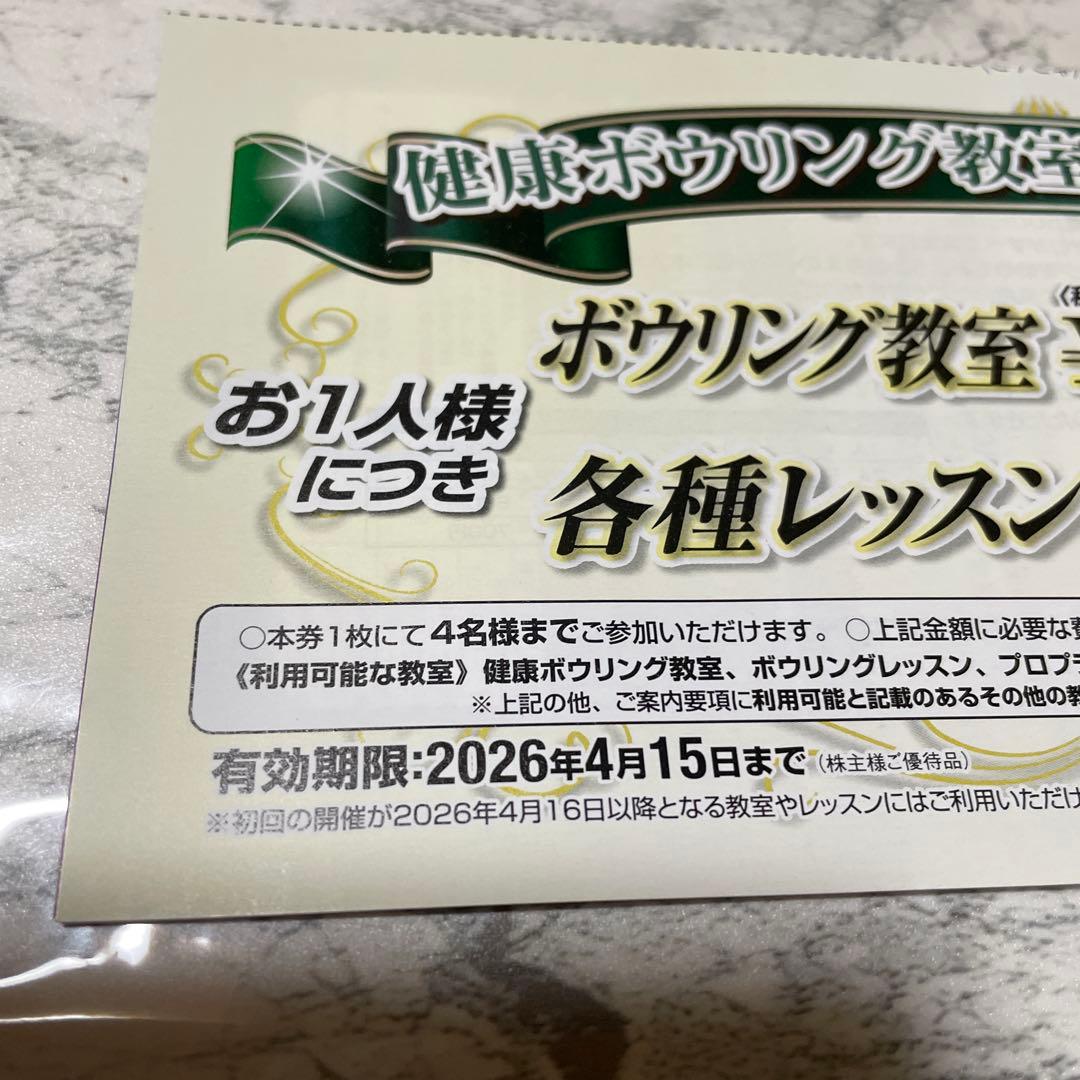 健康ボウリング教室
ボウリング教室
お1人様
につき
各種レッスン
○本券1枚にて4名様までご参加いただけます。○上記金額に必要な
《利用可能な教室》健康ボウリング教室、ボウリングレッスン、プロプ
※上記の他、ご案内要項に利用可能と記載のあるその他の教
有効期限:2026年4月15日まで(株主様ご優待品)
※初回の開催が2026年4月16日以降となる教室やレッスンにはご利用いただけ